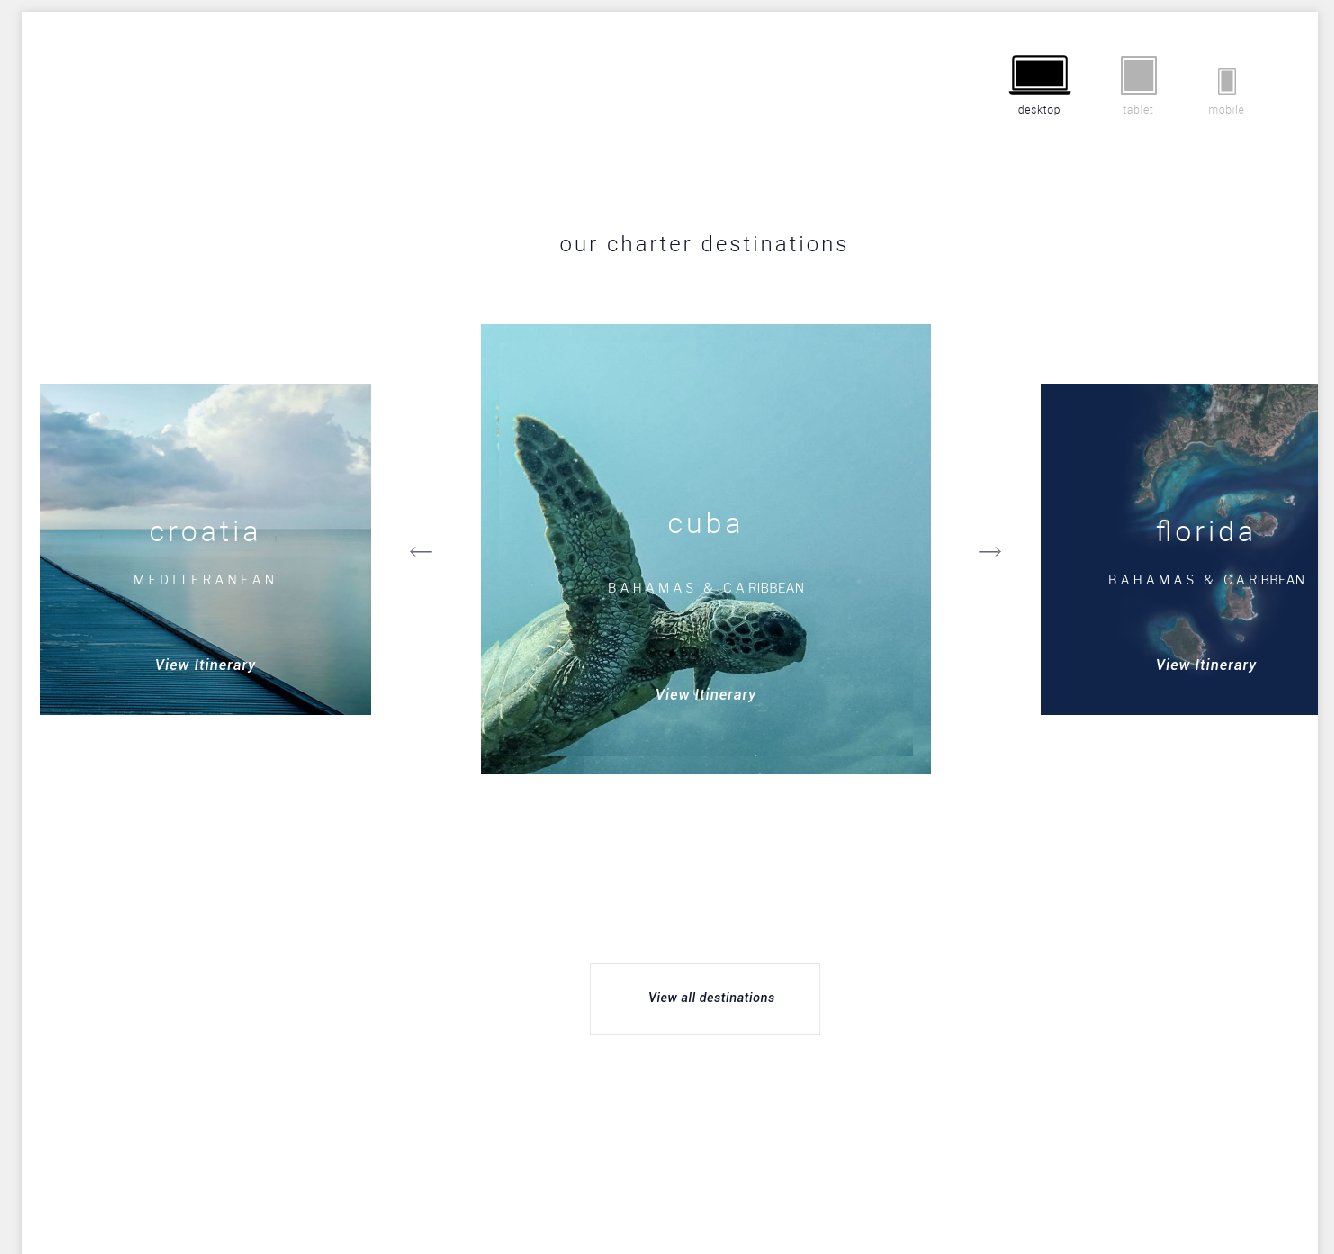 desktop
tablet
mobile
our charter destinations
croatia
MEDITERANEAN
View Itinerary
cuba
BAHAMAS & CARIBBEAN
View Itinerary
florida
BAHAMAS & CARBBEAN
View Itinerary
View all destinations